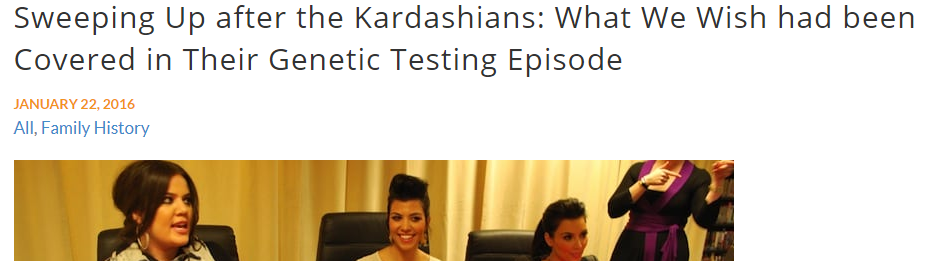 Sweeping Up after the Kardashians: What We Wish had been
Covered in Their Genetic Testing Episode
JANUARY 22, 2016
All, Family History